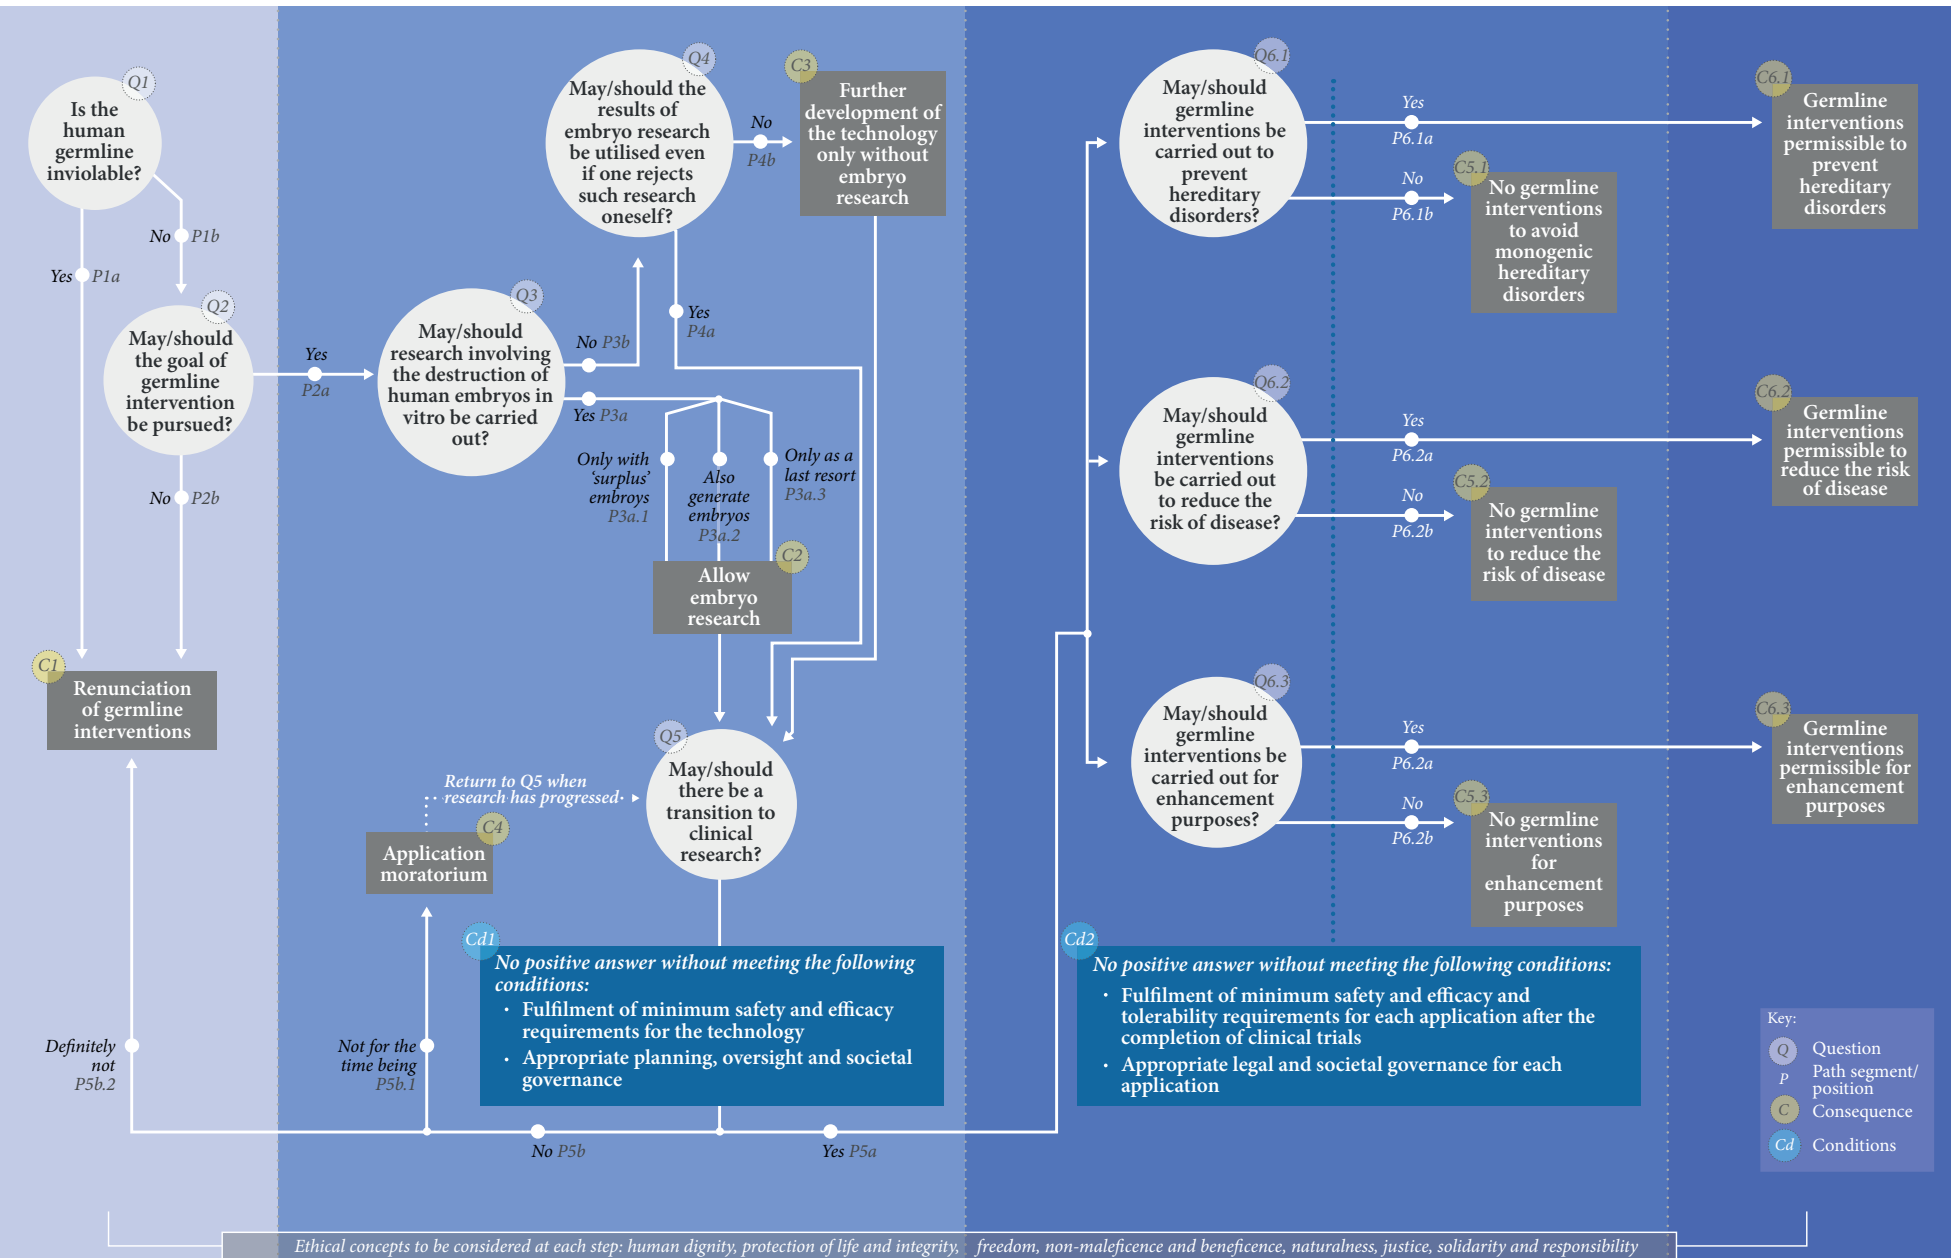 Q1
Is the
human
germline
inviolable?
No P1b
Yes P1a
Q2
May/should
the goal of
germline
intervention
be pursued?
Yes
P2a
No P2b
C1
Renunciation
of germline
interventions
Definitely
not
P5b.2
Q3
May/should
research involving
the destruction of
human embryos in
vitro be carried
out?
No P3b
Yes P3a
Q4
May/should the
results of
embryo research
be utilised even
if one rejects
such research
oneself?
No
P4b
Yes
P4a
C3
Further
development of
the technology
only without
embryo
research
Only with
‘surplus’
embroys
P3a.1
Also
generate
embryos
P3a.2
Only as a
last resort
P3a.3
C2
Allow
embryo
research
Q5
May/should
there be a
transition to
clinical
research?
Return to Q5 when
research has progressed
C4
Application
moratorium
Not for the
time being
P5b.1
Cd1
No positive answer without meeting the following
conditions:
· Fulfilment of minimum safety and efficacy
requirements for the technology
· Appropriate planning, oversight and societal
governance
No P5b
Yes P5a
Q6.1
May/should
germline
interventions be
carried out to
prevent
hereditary
disorders?
Yes
P6.1a
No
P6.1b
C5.1
No germline
interventions
to avoid
monogenic
hereditary
disorders
C6.1
Germline
interventions
permissible to
prevent
hereditary
disorders
Q6.2
May/should
germline
interventions
be carried out
to reduce the
risk of disease?
Yes
P6.2a
No
P6.2b
C5.2
No germline
interventions
to reduce the
risk of disease
C6.2
Germline
interventions
permissible to
reduce the risk
of disease
Q6.3
May/should
germline
interventions be
carried out for
enhancement
purposes?
Yes
P6.2a
No
P6.2b
C5.3
No germline
interventions
for
enhancement
purposes
C6.3
Germline
interventions
permissible for
enhancement
purposes
Cd2
No positive answer without meeting the following conditions:
· Fulfilment of minimum safety and efficacy and
tolerability requirements for each application after the
completion of clinical trials
· Appropriate legal and societal governance for each
application
Key:
Q Question
P Path segment/
position
C Consequence
Cd Conditions
Ethical concepts to be considered at each step: human dignity, protection of life and integrity, freedom, non-maleficence and beneficence, naturalness, justice, solidarity and responsibility